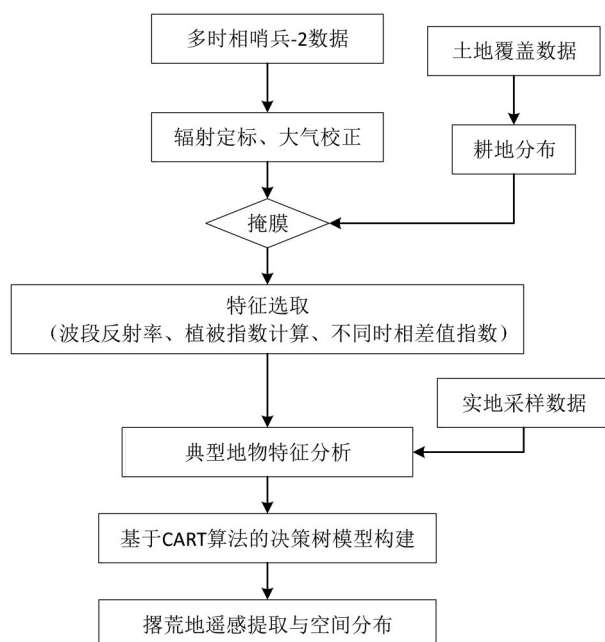 多时相哨兵-2数据
土地覆盖数据
辐射定标、大气校正
耕地分布
掩膜
特征选取
（波段反射率、植被指数计算、不同时相差值指数）
实地采样数据
典型地物特征分析
基于CART算法的决策树模型构建
撂荒地遥感提取与空间分布